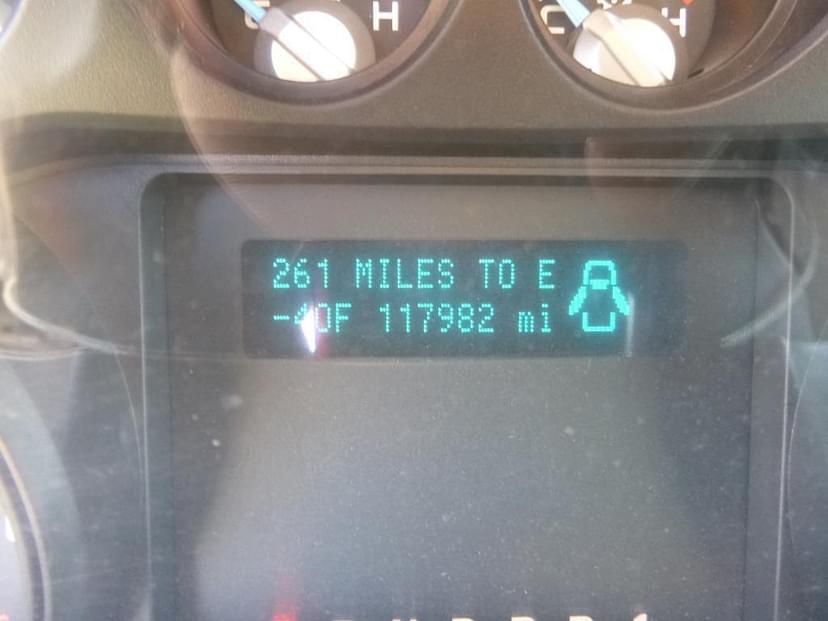 C H C H
261 MILES TO E
-40F 117982 mi